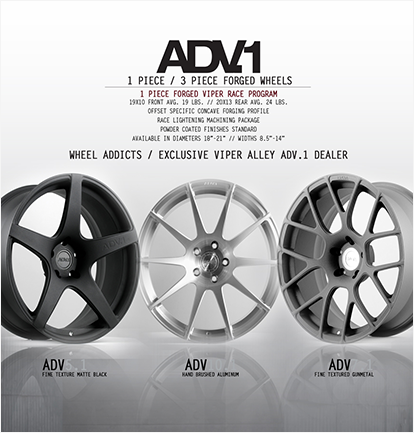 ADV.1
1 PIECE / 3 PIECE FORGED WHEELS
1 PIECE FORGED VIPER RACE PROGRAM
19X10 FRONT AVG. 19 LBS. // 20X13 REAR AVG. 24 LBS.
OFFSET SPECIFIC CONCAVE FORGING PROFILE
RACE LIGHTENING MACHINING PACKAGE
POWDER COATED FINISHES STANDARD
AVAILABLE IN DIAMETERS 18"-21" // WIDTHS 8.5"-14"
WHEEL ADDICTS / EXCLUSIVE VIPER ALLEY ADV.1 DEALER
ADV ADV ADV
FINE TEXTURE MATTE BLACK HAND BRUSHED ALUMINUM FINE TEXTURED GUNMETAL